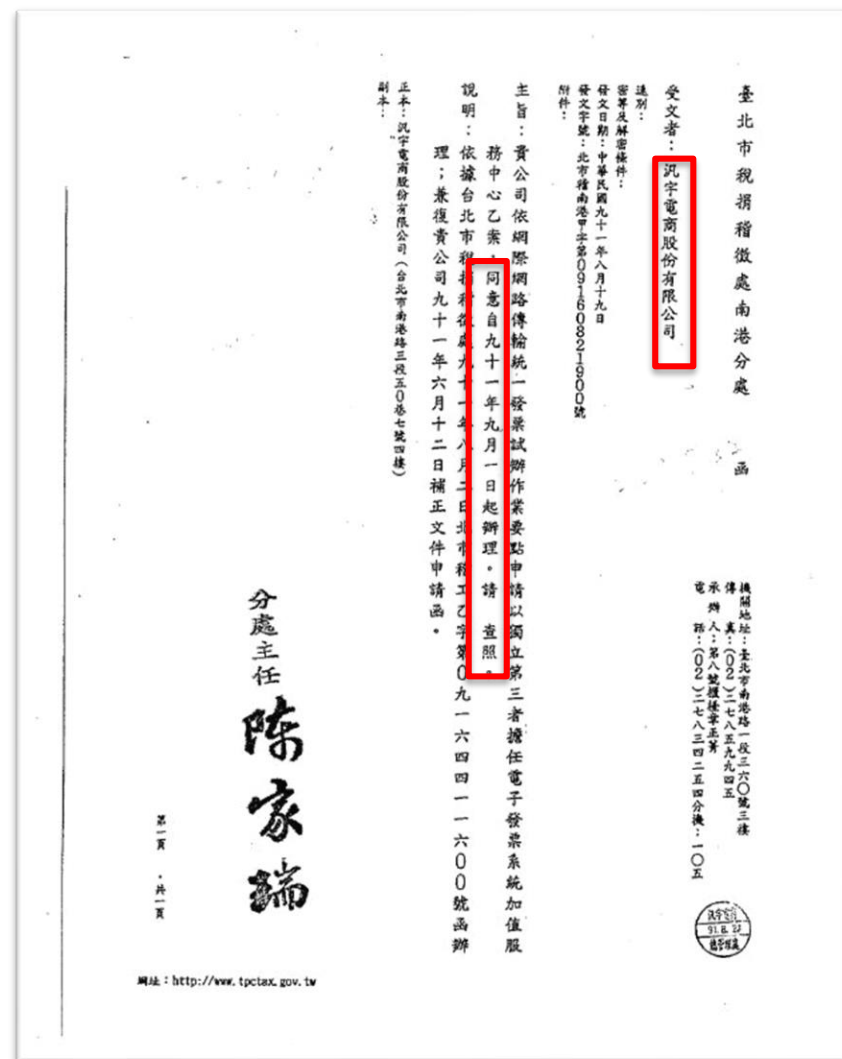 臺北市稅捐稽徵處南港分處　函
機關地址：臺北市南港路一段三六〇號三樓
傳　真：(02)二七八五九九四五
承辦人：第八號櫃檯章正菁
電　話：(02)二七八三四二五四分機：一〇五
受文者：汎宇電商股份有限公司
速別：
密等及解密條件：
發文日期：中華民國九十一年八月十九日
發文字號：北市稽南港甲字第09160821900號
附件：
主旨：貴公司依網際網路傳輸統一發票試辦作業要點申請以獨立第三者擔任電子發票系統加值服
務中心乙案，同意自九十一年九月一日起辦理。請　查照。
說明：依據台北市稅捐稽徵處九十一年八月二日北市稽工乙字第0九一六四四一一六00號函辦
理；兼復貴公司九十一年六月十二日補正文件申請函。
正本：汎宇電商股份有限公司（台北市南港路三段五0巷七號四樓）
副本：
分處主任　陳家瑞
第一頁　共一頁
網址：http://www.tpctax.gov.tw
91.8.2